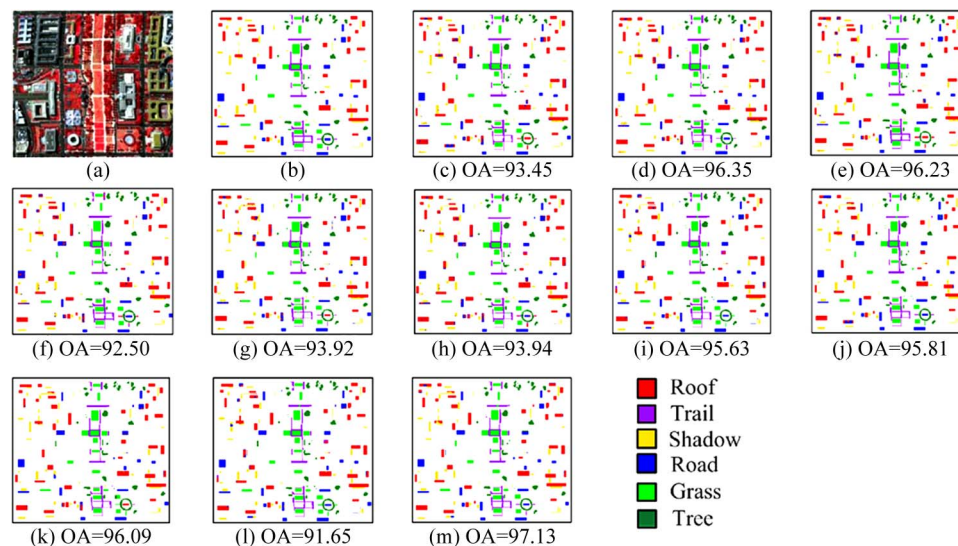 (a) (b) (c) OA=93.45 (d) OA=96.35 (e) OA=96.23
(f) OA=92.50 (g) OA=93.92 (h) OA=93.94 (i) OA=95.63 (j) OA=95.81
Roof
Trail
Shadow
Road
Grass
Tree
(k) OA=96.09 (l) OA=91.65 (m) OA=97.13